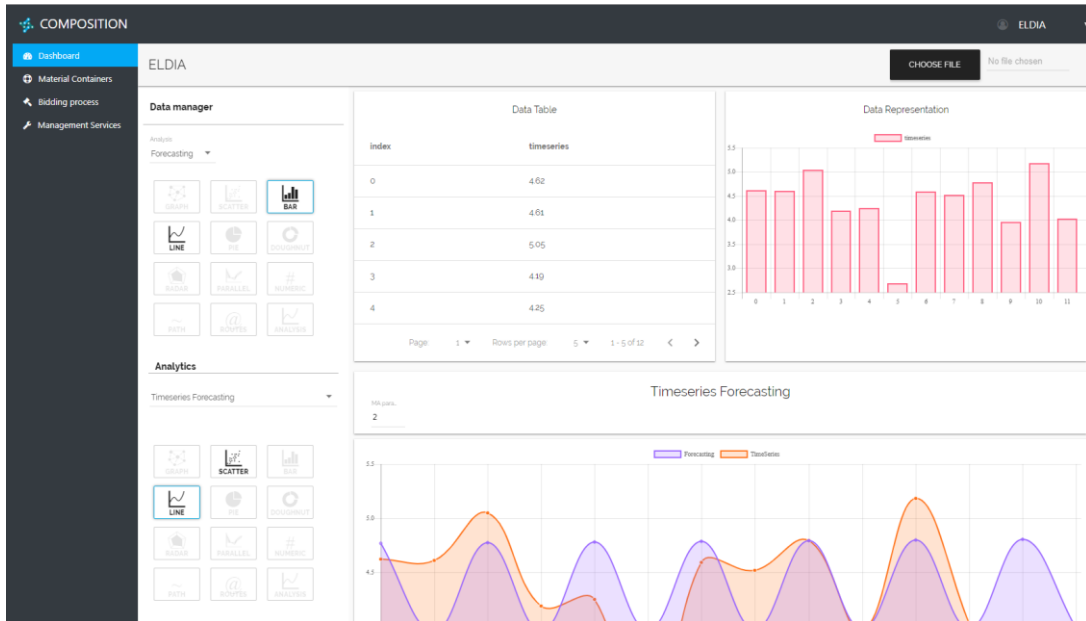 COMPOSITION
ELDIA
Dashboard
Material Containers
Bidding process
Management Services
ELDIA
CHOOSE FILE
No file chosen
Data manager
Analysis
Forecasting
GRAPH SCATTER BAR
LINE PIE DOUGHNUT
RADAR PARALLEL NUMERIC
PATH ROUTES ANALYSIS
Analytics
Timeseries Forecasting
GRAPH SCATTER BAR
LINE PIE DOUGHNUT
RADAR PARALLEL NUMERIC
PATH ROUTES ANALYSIS
Data Table
index timeseries
0 4.62
1 4.61
2 5.05
3 4.19
4 4.25
Page: 1 Rows per page: 5 1 - 5 of 12
Data Representation
timeseries
5.5
5.0
4.5
4.0
3.5
3.0
2.5
0 1 2 3 4 5 6 7 8 9 10 11
Timeseries Forecasting
2
Forecasting TimeSeries
5.5
5.0
4.5